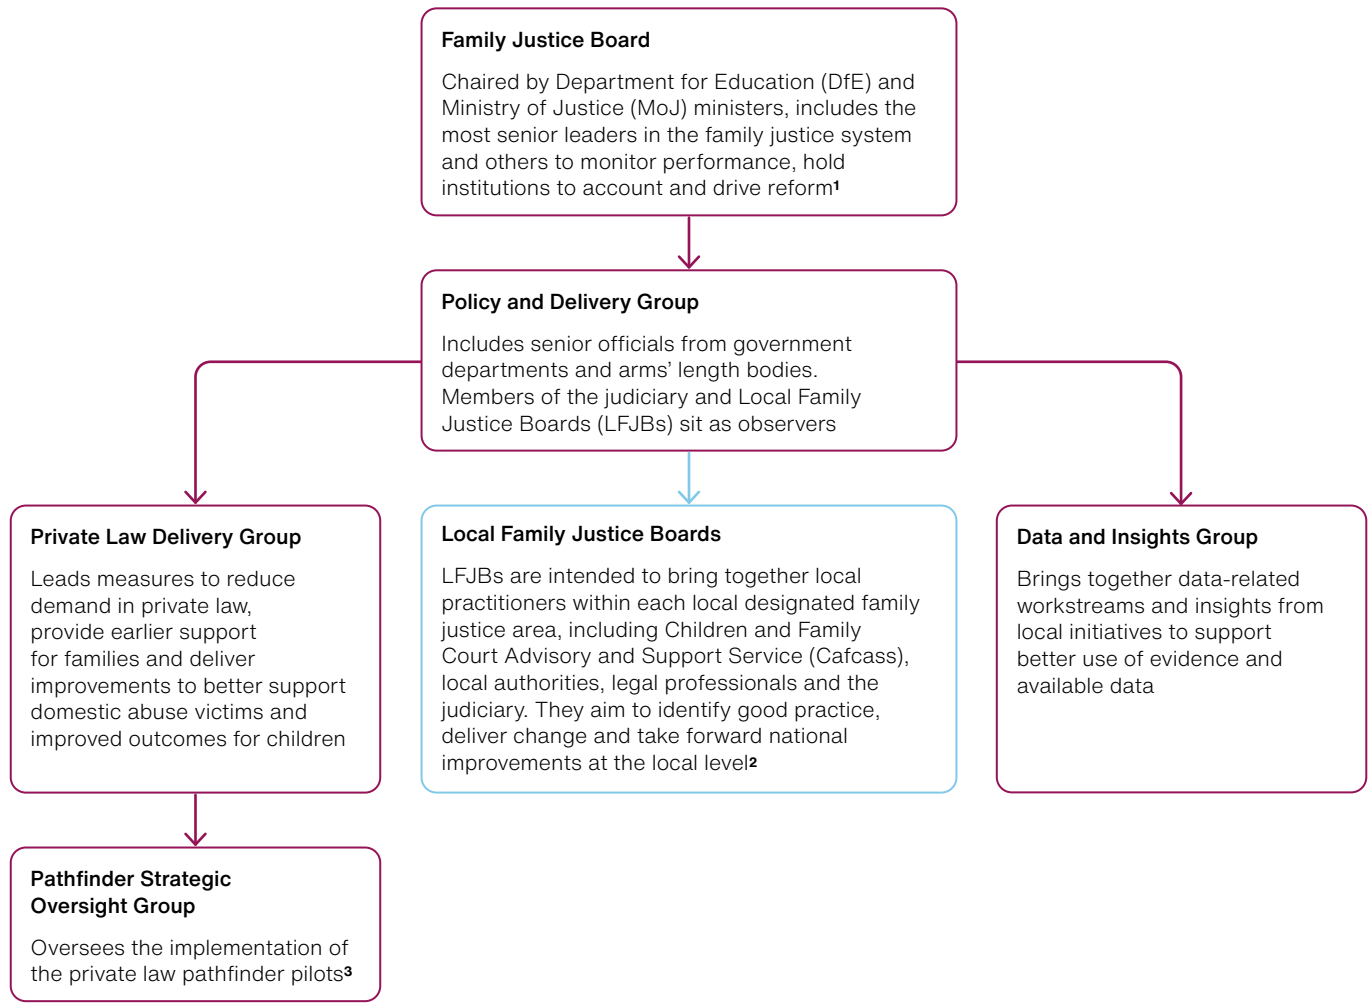 Family Justice Board
Chaired by Department for Education (DfE) and
Ministry of Justice (MoJ) ministers, includes the
most senior leaders in the family justice system
and others to monitor performance, hold
institutions to account and drive reform1
Policy and Delivery Group
Includes senior officials from government
departments and arms’ length bodies.
Members of the judiciary and Local Family
Justice Boards (LFJBs) sit as observers
Private Law Delivery Group
Leads measures to reduce
demand in private law,
provide earlier support
for families and deliver
improvements to better support
domestic abuse victims and
improved outcomes for children
Local Family Justice Boards
LFJBs are intended to bring together local
practitioners within each local designated family
justice area, including Children and Family
Court Advisory and Support Service (Cafcass),
local authorities, legal professionals and the
judiciary. They aim to identify good practice,
deliver change and take forward national
improvements at the local level2
Data and Insights Group
Brings together data-related
workstreams and insights from
local initiatives to support
better use of evidence and
available data
Pathfinder Strategic
Oversight Group
Oversees the implementation of
the private law pathfinder pilots3